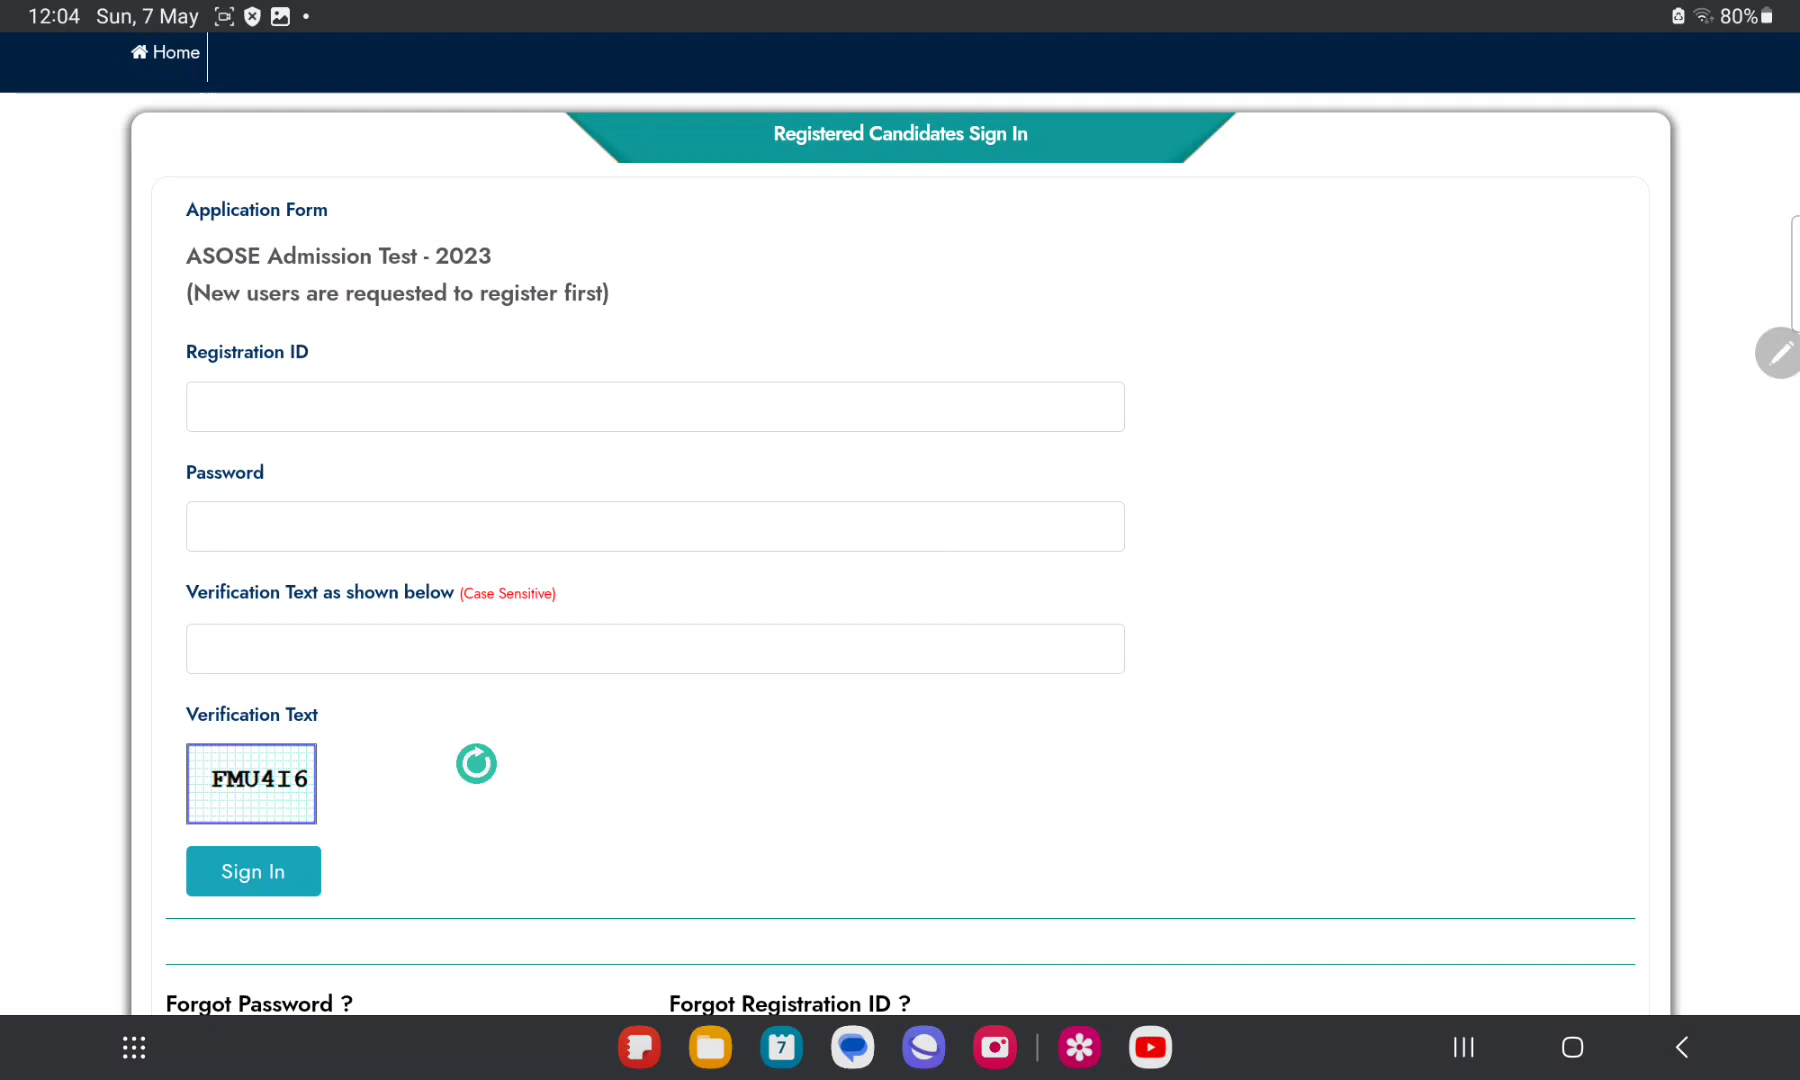 12:04 Sun, 7 May
80%
Home
Registered Candidates Sign In
Application Form
ASOSE Admission Test - 2023
(New users are requested to register first)
Registration ID
Password
Verification Text as shown below (Case Sensitive)
Verification Text
FMU4I6
Sign In
Forgot Password ?
Forgot Registration ID ?
7